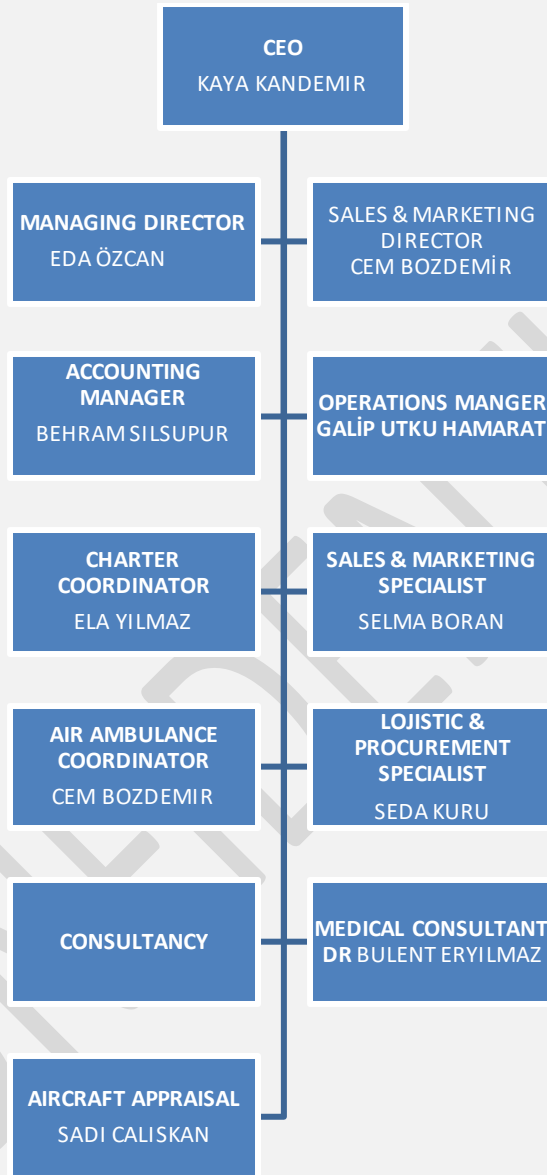 CEO
KAYA KANDEMIR
MANAGING DIRECTOR
EDA ÖZCAN
SALES & MARKETING
DIRECTOR
CEM BOZDEMİR
ACCOUNTING
MANAGER
BEHRAM SILSUPUR
OPERATIONS MANGER
GALİP UTKU HAMARAT
CHARTER
COORDINATOR
ELA YILMAZ
SALES & MARKETING
SPECIALIST
SELMA BORAN
AIR AMBULANCE
COORDINATOR
CEM BOZDEMIR
LOJISTIC &
PROCUREMENT
SPECIALIST
SEDA KURU
CONSULTANCY
MEDICAL CONSULTANT
DR BULENT ERYILMAZ
AIRCRAFT APPRAISAL
SADI CALISKAN